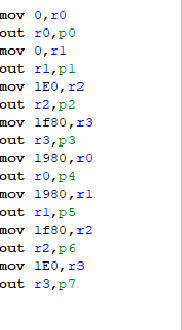 mov 0,r0
out r0,p0
mov 0,r1
out r1,p1
mov 1E0,r2
out r2,p2
mov 1f80,r3
out r3,p3
mov 1980,r0
out r0,p4
mov 1980,r1
out r1,p5
mov 1f80,r2
out r2,p6
mov 1E0,r3
out r3,p7